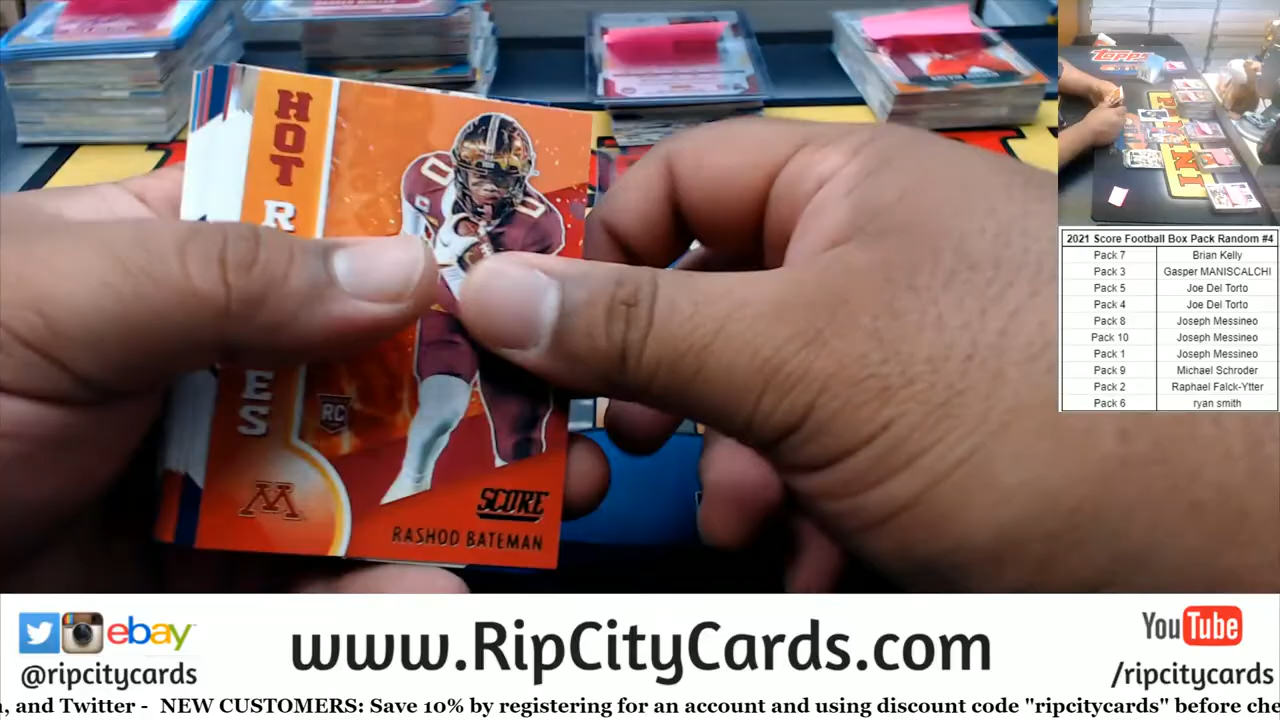 HOT
R
ES
RC
M
SCORE
RASHOD BATEMAN
Topps
2021 Score Football Box Pack Random #4
Pack 7 Brian Kelly
Pack 3 Gasper MANISCALCHI
Pack 5 Joe Del Torto
Pack 4 Joe Del Torto
Pack 8 Joseph Messineo
Pack 10 Joseph Messineo
Pack 1 Joseph Messineo
Pack 9 Michael Schroder
Pack 2 Raphael Falck-Ytter
Pack 6 ryan smith
ebay
@ripcitycards
www.RipCityCards.com
YouTube
/ripcitycards
, and Twitter - NEW CUSTOMERS: Save 10% by registering for an account and using discount code "ripcitycards" before che